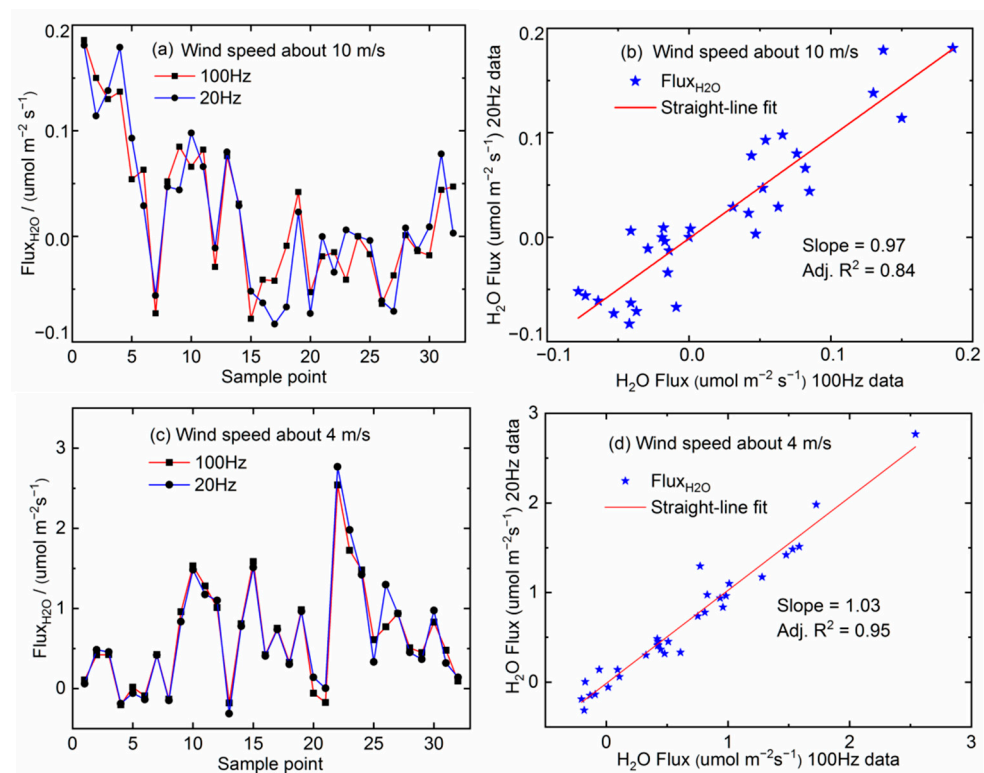 (a) Wind speed about 10 m/s
100Hz
20Hz
Flux_H2O / (umol m⁻² s⁻¹)
0.2
0.1
0.0
−0.1
0 5 10 15 20 25 30
Sample point
(b) Wind speed about 10 m/s
Flux_H2O
Straight-line fit
Slope = 0.97
Adj. R² = 0.84
H₂O Flux (umol m⁻² s⁻¹) 20Hz data
0.2
0.1
0.0
−0.1
−0.1 0.0 0.1 0.2
H₂O Flux (umol m⁻² s⁻¹) 100Hz data
(c) Wind speed about 4 m/s
100Hz
20Hz
Flux_H2O / (umol m⁻²s⁻¹)
3
2
1
0
0 5 10 15 20 25 30
Sample point
(d) Wind speed about 4 m/s
Flux_H2O
Straight-line fit
Slope = 1.03
Adj. R² = 0.95
H₂O Flux (umol m⁻²s⁻¹) 20Hz data
3
2
1
0
0 1 2 3
H₂O Flux (umol m⁻²s⁻¹) 100Hz data